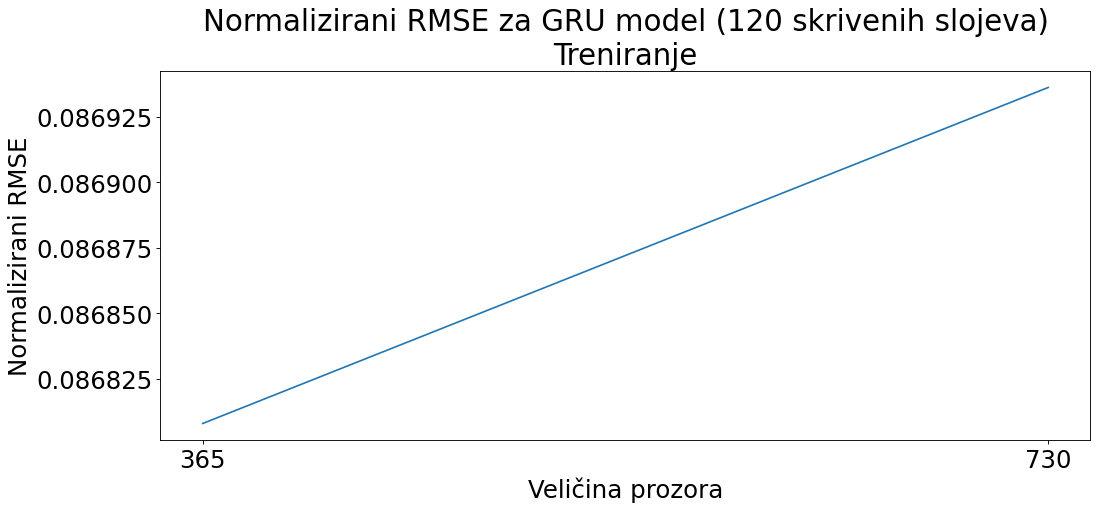 Normalizirani RMSE za GRU model (120 skrivenih slojeva)
Treniranje
Normalizirani RMSE
0.086925
0.086900
0.086875
0.086850
0.086825
365
730
Veličina prozora